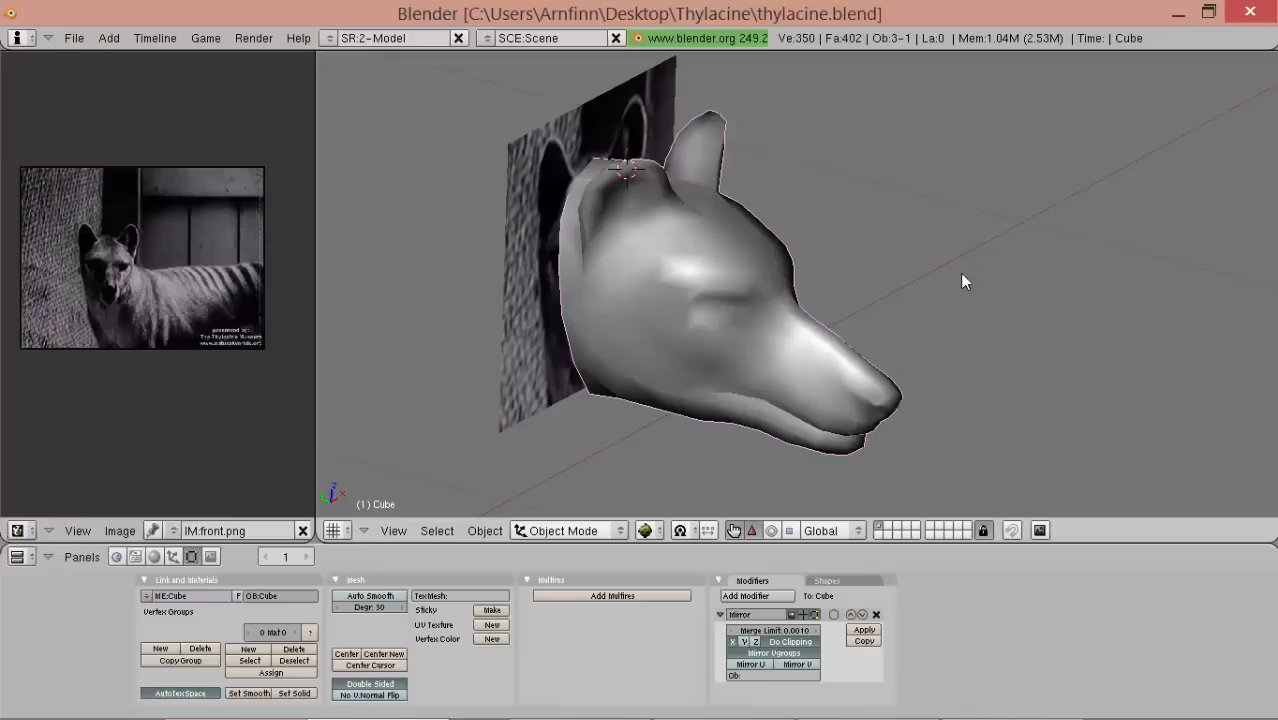 Blender [C:\Users\Arnfinn\Desktop\Thylacine\thylacine.blend]
File Add Timeline Game Render Help SR:2-Model SCE:Scene www.blender.org 249.2 Ve:350 | Fa:402 | Ob:3-1 | La:0 | Mem:1.04M (2.53M) | Time: | Cube
presented by:
The Thylacine Museum
(1) Cube
View Image IM:front.png View Select Object Object Mode Global
Panels 1
Link and Materials Mesh Multires Modifiers Shapes
ME:Cube F OB:Cube Auto Smooth TexMesh: Add Multires Add Modifier To: Cube
Vertex Groups Degr: 30 Sticky Make Mirror
0 Mat 0 ? UV Texture New Merge Limit: 0.0010 Apply
Vertex Color New X Y Z Do Clipping Copy
New Delete New Delete Center Center New Mirror Vgroups
Copy Group Select Deselect Center Cursor Mirror U Mirror V
Assign Ob:
AutoTexSpace Set Smooth Set Solid Double Sided
No V.Normal Flip